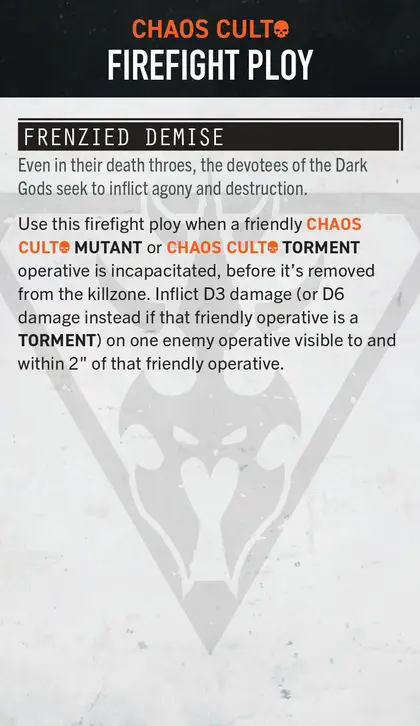 CHAOS CULT
FIREFIGHT PLOY
FRENZIED DEMISE
Even in their death throes, the devotees of the Dark
Gods seek to inflict agony and destruction.
Use this firefight ploy when a friendly CHAOS
CULT MUTANT or CHAOS CULT TORMENT
operative is incapacitated, before it’s removed
from the killzone. Inflict D3 damage (or D6
damage instead if that friendly operative is a
TORMENT) on one enemy operative visible to and
within 2" of that friendly operative.